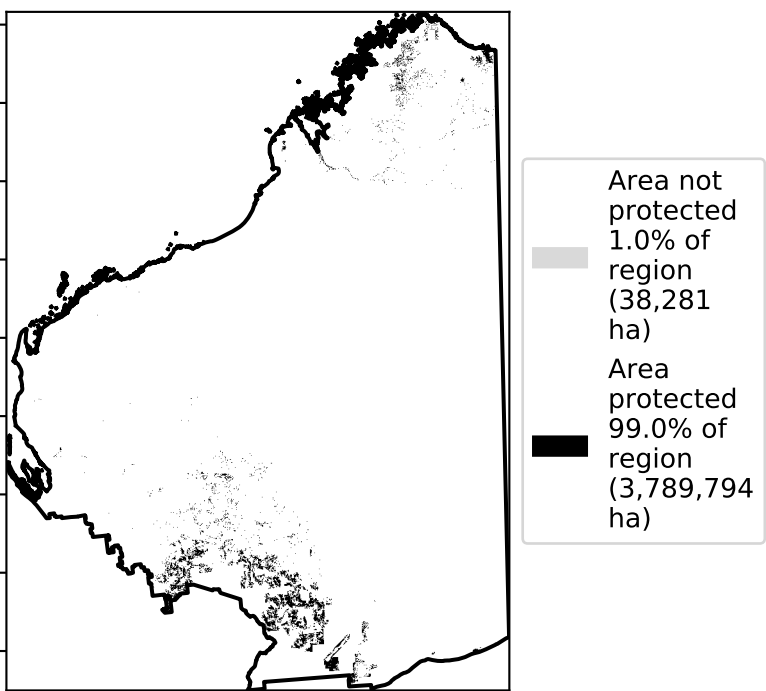 Area not
protected
1.0% of
region
(38,281
ha)
Area
protected
99.0% of
region
(3,789,794
ha)